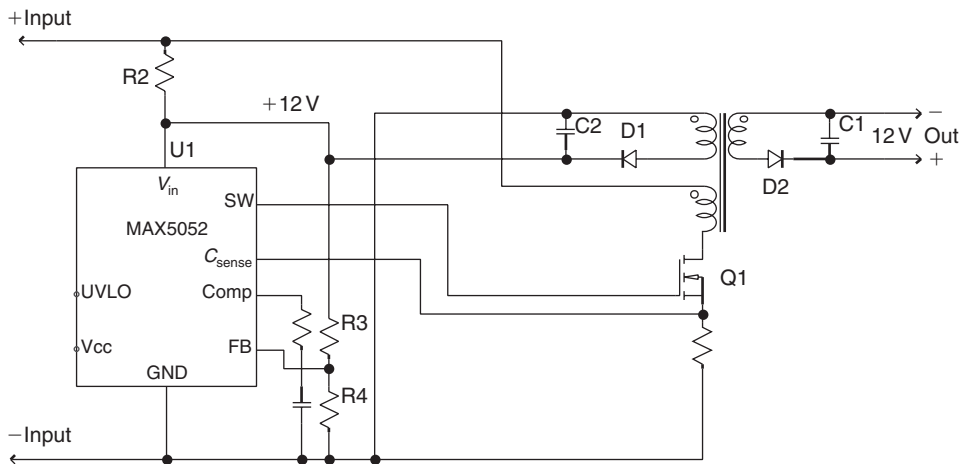 +Input
R2
+12 V
U1
C2
D1
C1
−
12 V
Out
+
D2
Vin
MAX5052
SW
Csense
UVLO
Comp
Vcc
FB
GND
Q1
R3
R4
−Input